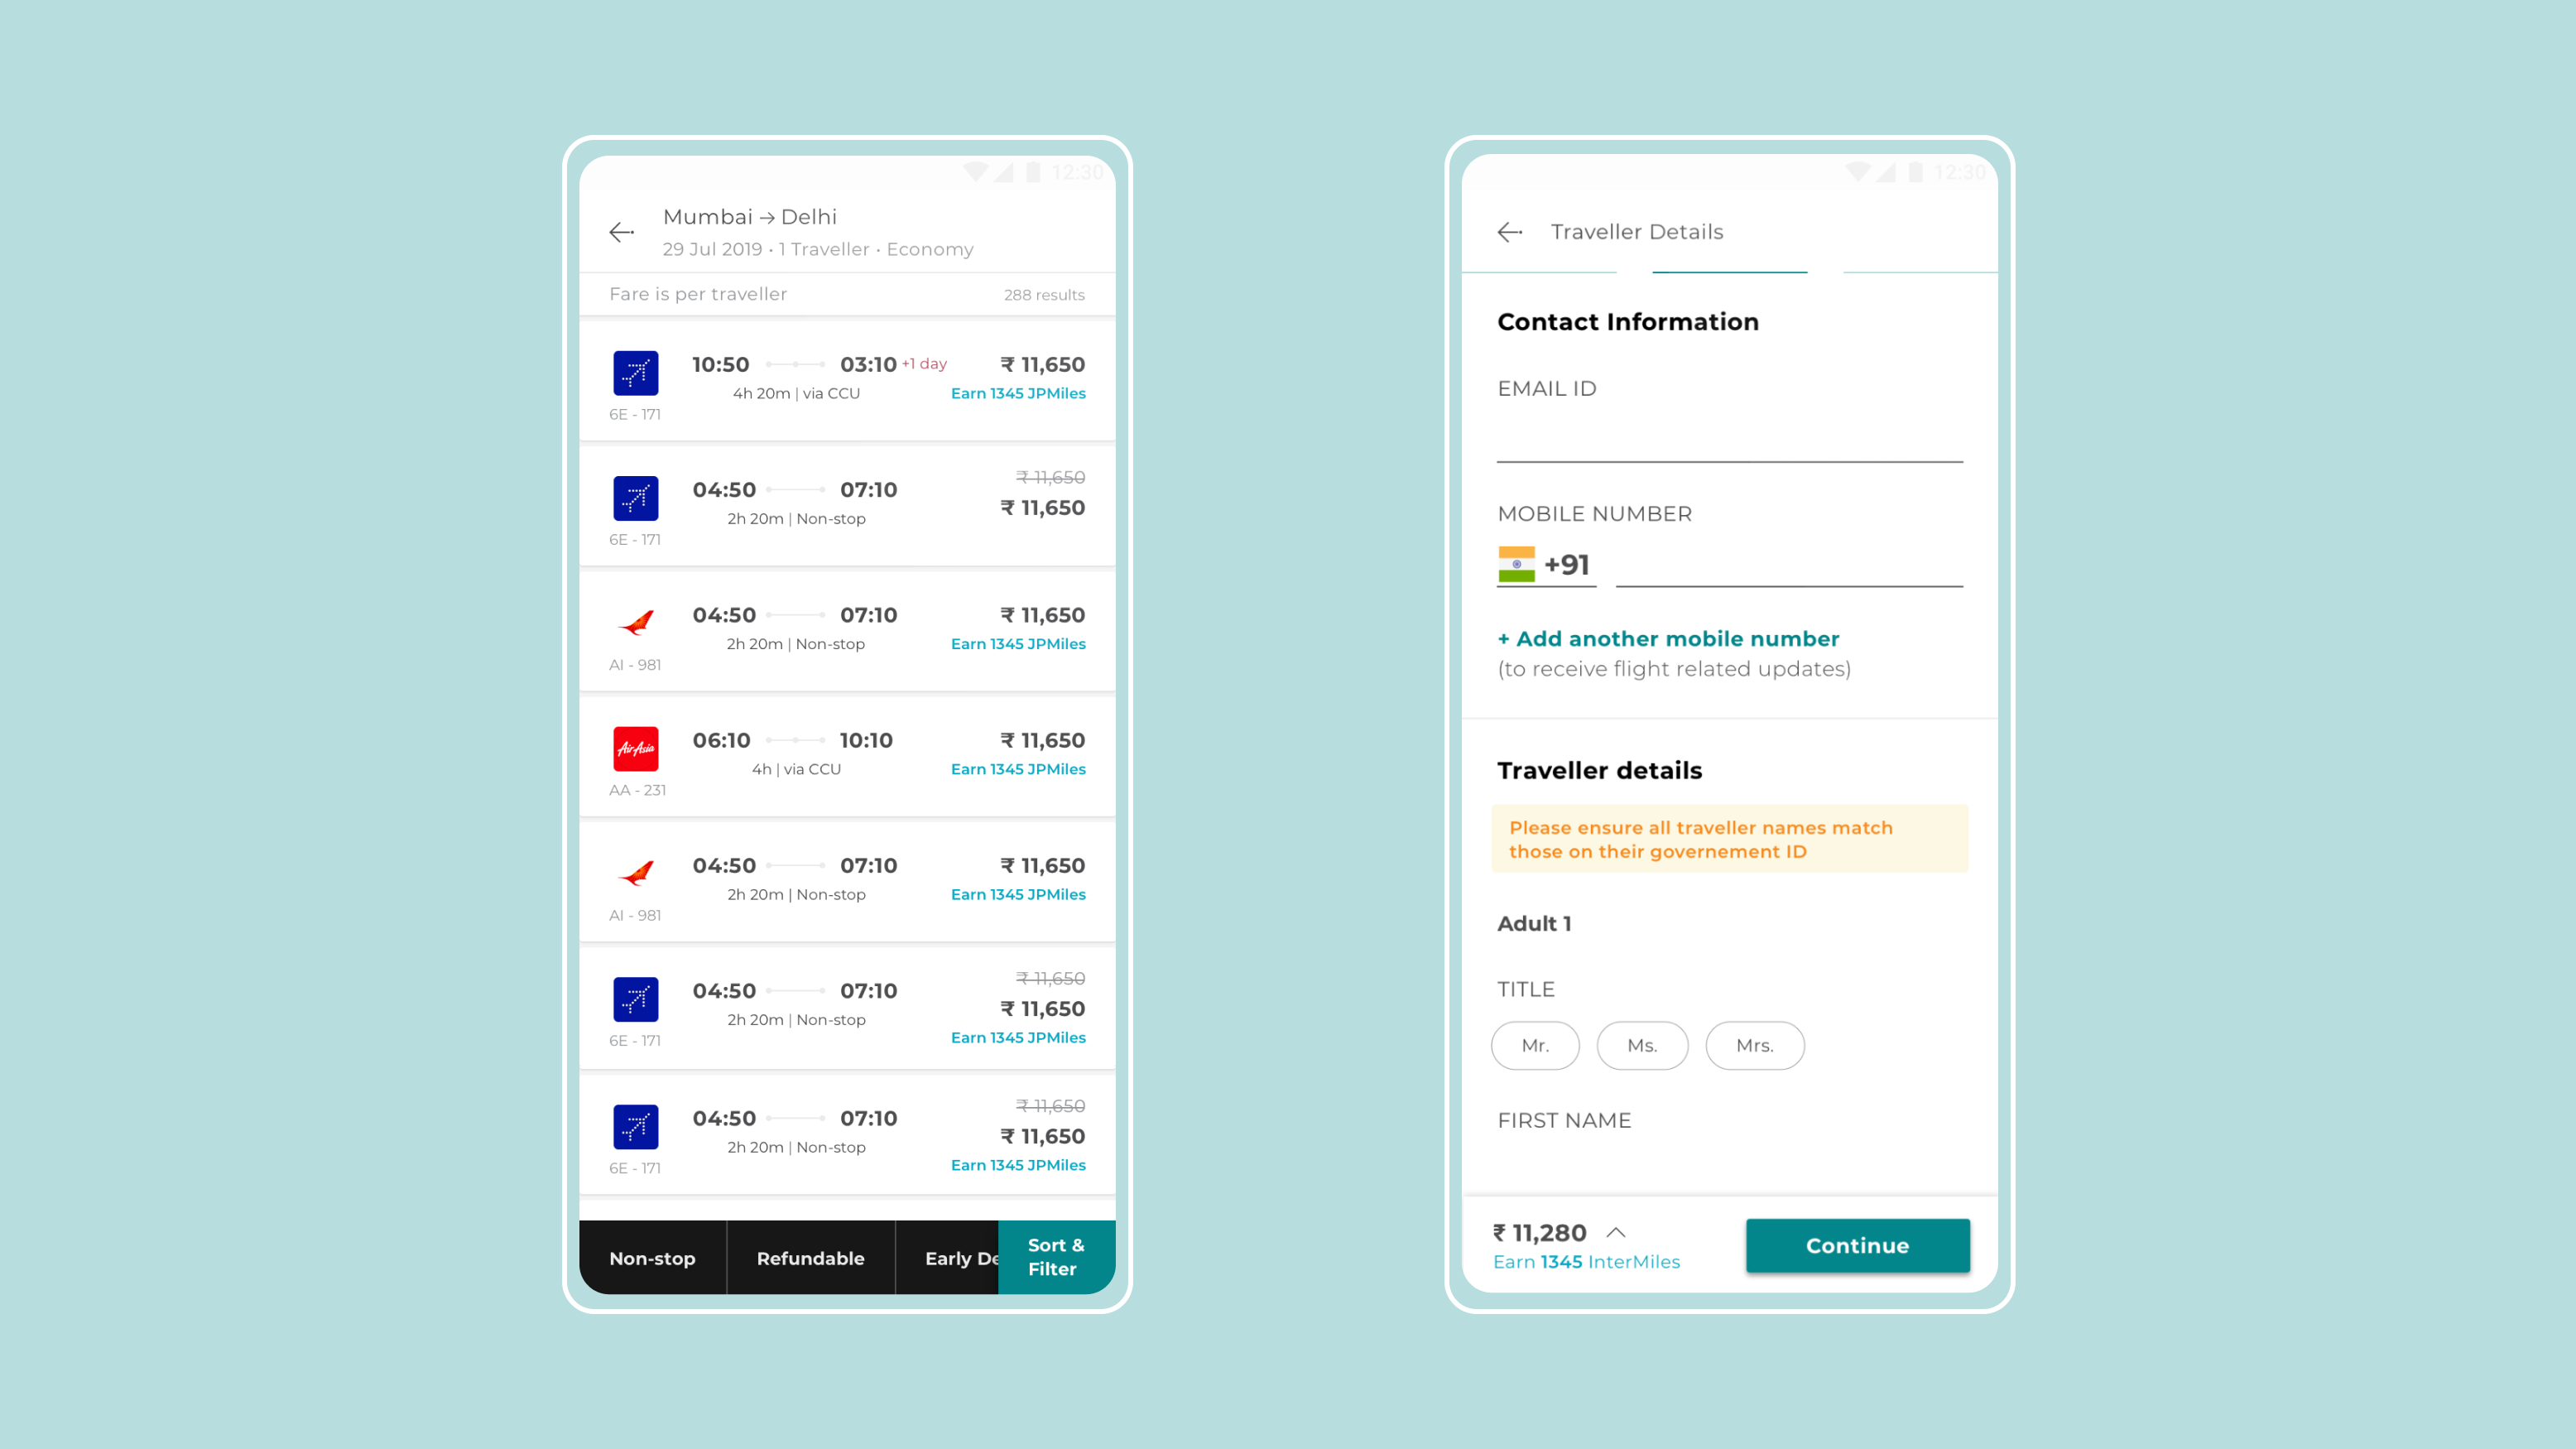 12:30
Mumbai → Delhi
29 Jul 2019 • 1 Traveller • Economy
Fare is per traveller 288 results
10:50 03:10 +1 day ₹ 11,650
4h 20m | via CCU Earn 1345 JPMiles
6E - 171
₹ 11,650
04:50 07:10 ₹ 11,650
2h 20m | Non-stop
6E - 171
04:50 07:10 ₹ 11,650
2h 20m | Non-stop Earn 1345 JPMiles
AI - 981
06:10 10:10 ₹ 11,650
AirAsia
4h | via CCU Earn 1345 JPMiles
AA - 231
04:50 07:10 ₹ 11,650
2h 20m | Non-stop Earn 1345 JPMiles
AI - 981
₹ 11,650
04:50 07:10 ₹ 11,650
2h 20m | Non-stop Earn 1345 JPMiles
6E - 171
₹ 11,650
04:50 07:10 ₹ 11,650
2h 20m | Non-stop Earn 1345 JPMiles
6E - 171
Non-stop Refundable Early De Sort &
Filter
12:30
Traveller Details
Contact Information
EMAIL ID
MOBILE NUMBER
+91
+ Add another mobile number
(to receive flight related updates)
Traveller details
Please ensure all traveller names match
those on their governement ID
Adult 1
TITLE
Mr. Ms. Mrs.
FIRST NAME
₹ 11,280
Earn 1345 InterMiles
Continue